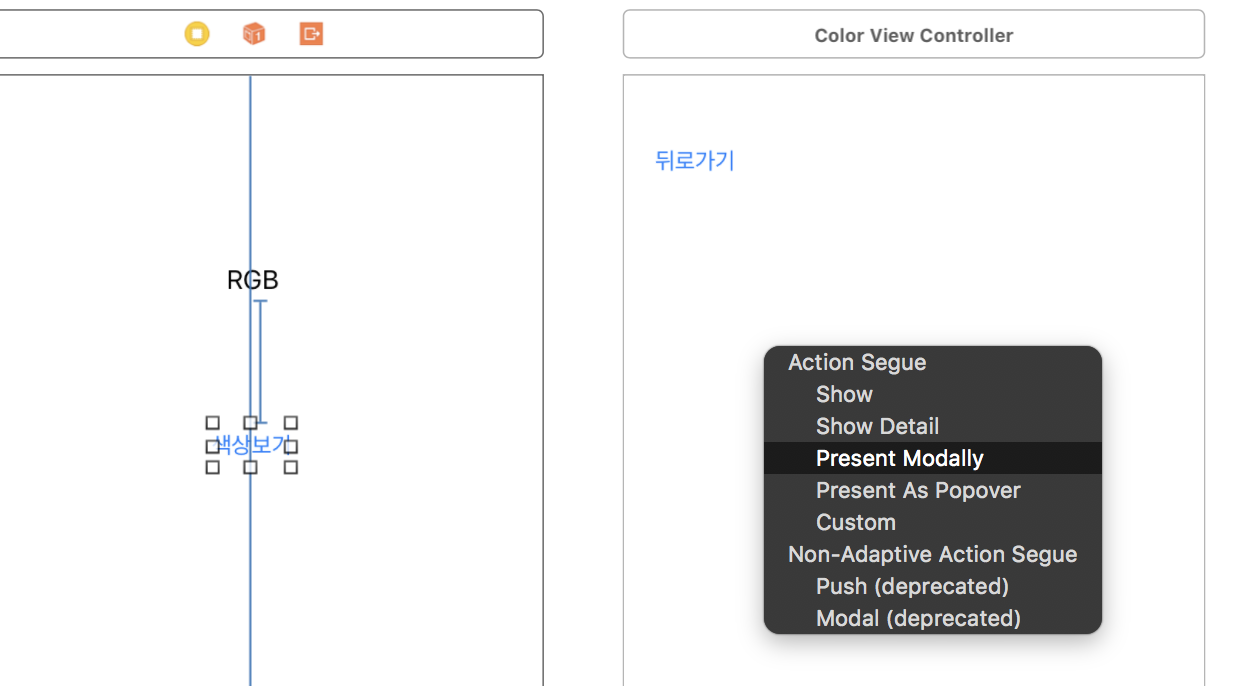 Color View Controller
뒤로가기
RGB
색상보기
Action Segue
Show
Show Detail
Present Modally
Present As Popover
Custom
Non-Adaptive Action Segue
Push (deprecated)
Modal (deprecated)